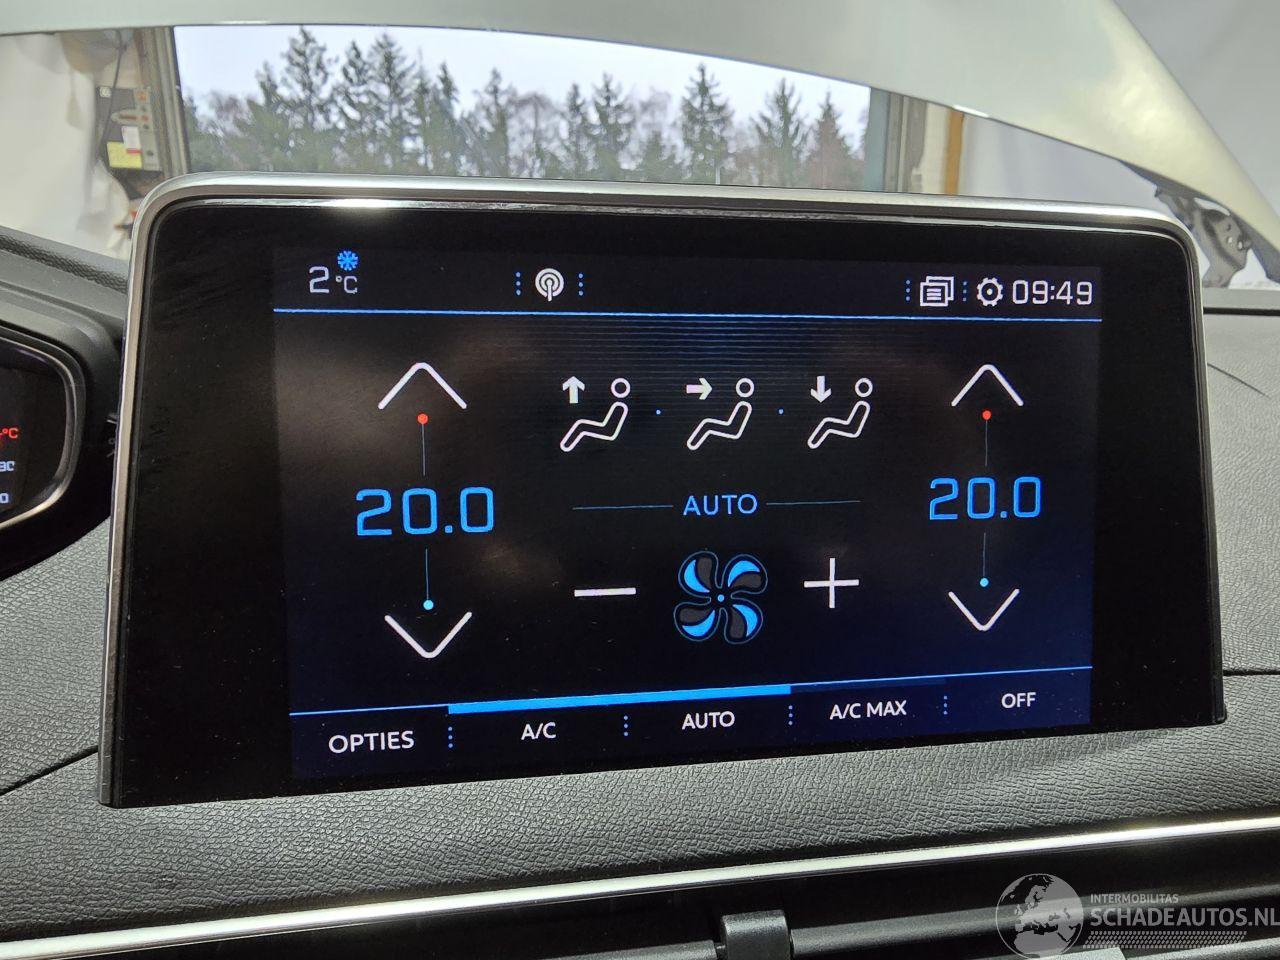 2°C
09:49
20.0
AUTO
20.0
OPTIES
A/C
AUTO
A/C MAX
OFF
°C
INTERMOBILITAS
SCHADEAUTOS.NL